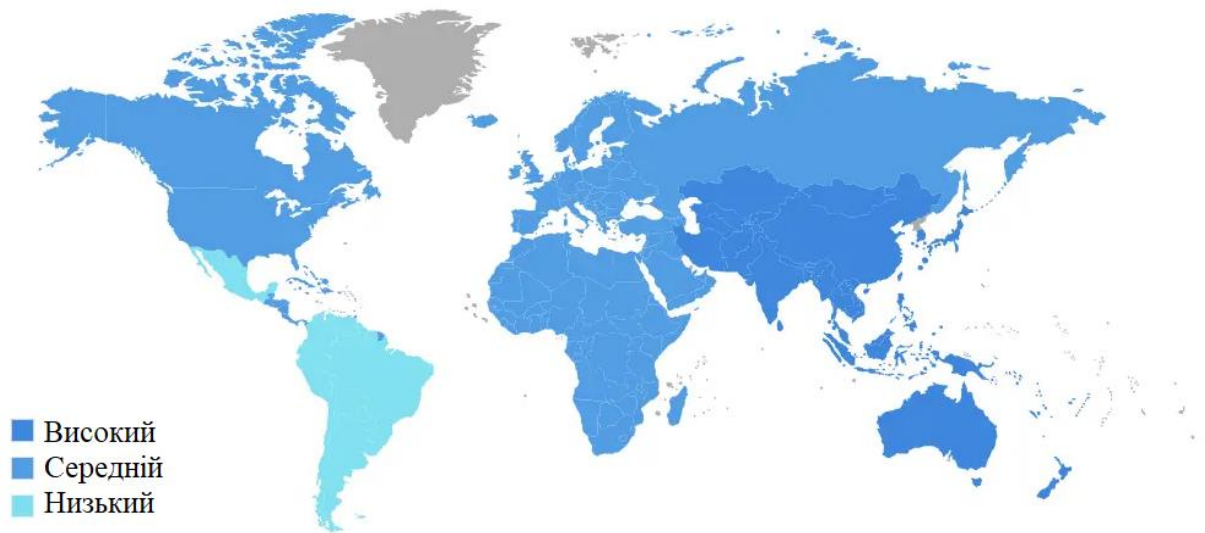 Високий
Середній
Низький